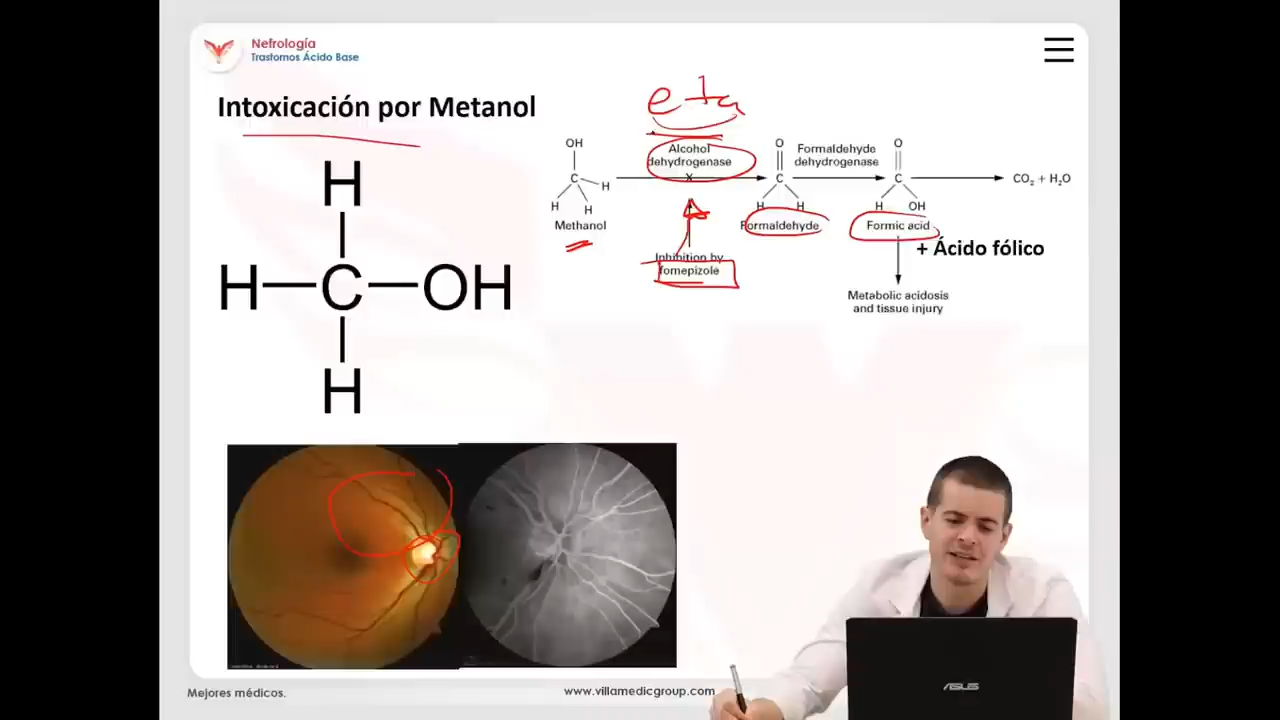 Nefrología
Trastornos Ácido Base
Intoxicación por Metanol
eta
H
H C OH
H
OH
C H
H H
Methanol
Alcohol
dehydrogenase
x
Inhibition by
fomepizole
O
C
H H
Formaldehyde
Formaldehyde
dehydrogenase
O
C
H OH
Formic acid
CO2 + H2O
+ Ácido fólico
Metabolic acidosis
and tissue injury
ASUS
Mejores médicos.
www.villamedicgroup.com